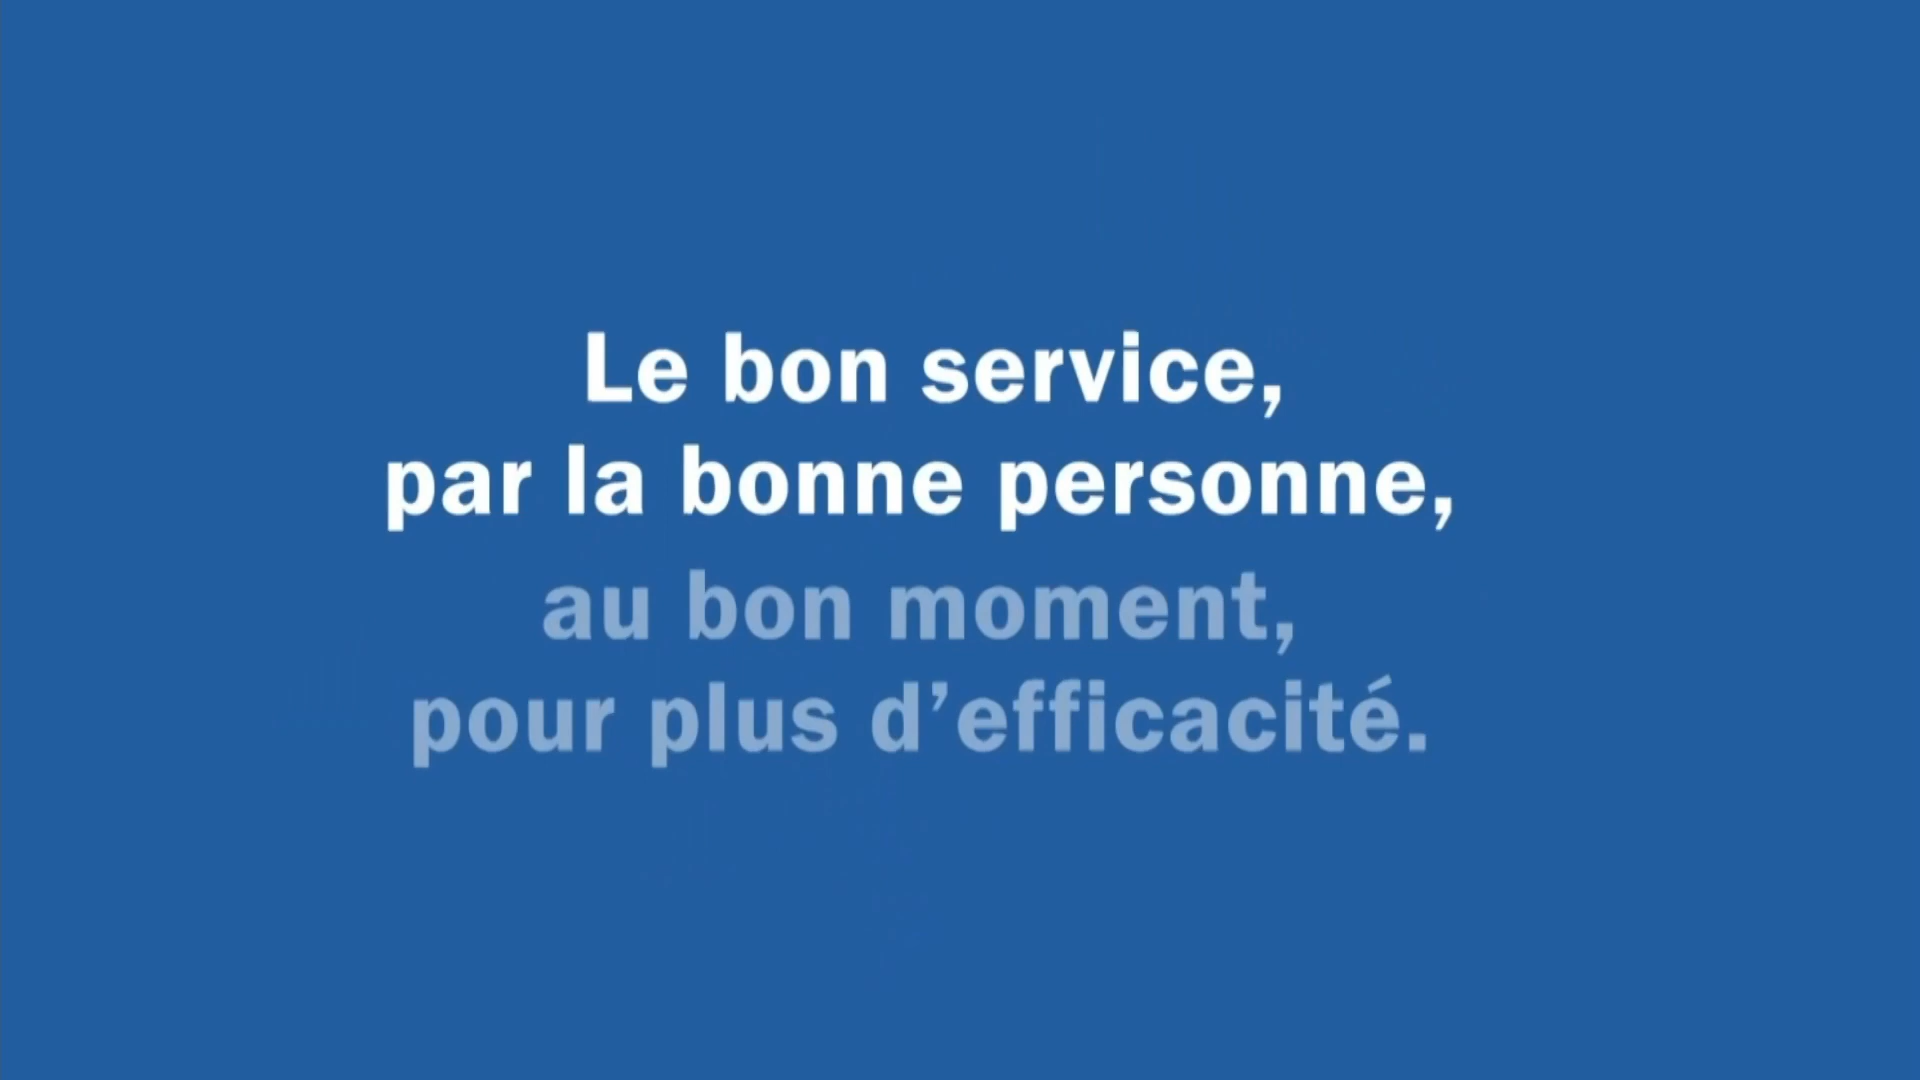 Le bon service,
par la bonne personne,
au bon moment,
pour plus d’efficacité.